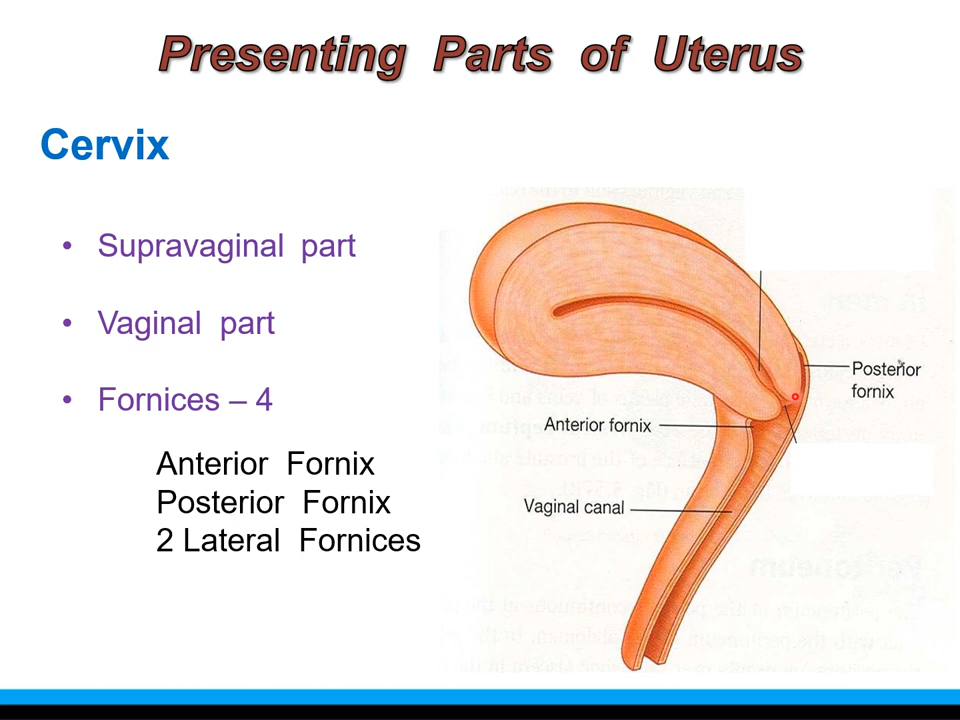 Presenting Parts of Uterus
Cervix
• Supravaginal part
• Vaginal part
• Fornices – 4
Anterior Fornix
Posterior Fornix
2 Lateral Fornices
Posterior
fornix
Anterior fornix
Vaginal canal